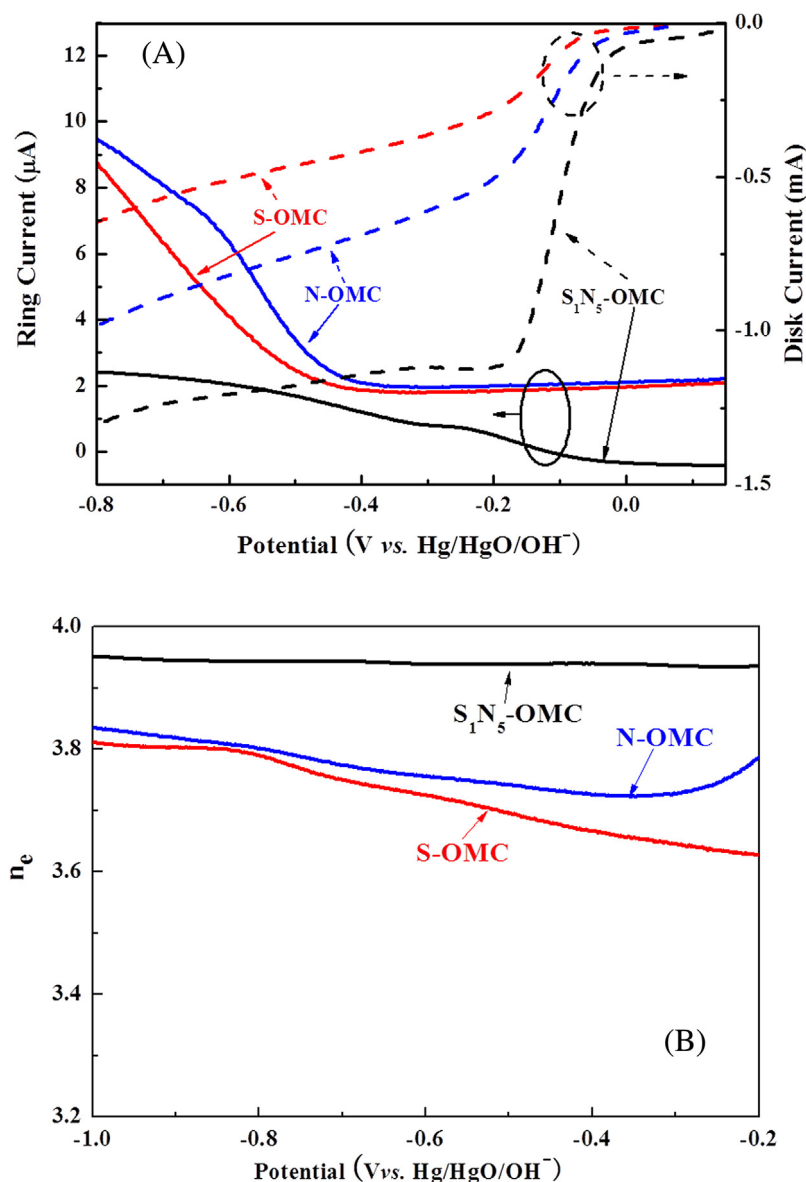 (A)
12
10
8
6
4
2
0
Ring Current (μA)
0.0
-0.5
-1.0
-1.5
Disk Current (mA)
S-OMC
N-OMC
S₁N₅-OMC
-0.8 -0.6 -0.4 -0.2 0.0
Potential (V vs. Hg/HgO/OH⁻)
4.0
3.8
3.6
3.4
3.2
nₑ
S₁N₅-OMC
N-OMC
S-OMC
(B)
-1.0 -0.8 -0.6 -0.4 -0.2
Potential (Vvs. Hg/HgO/OH⁻)